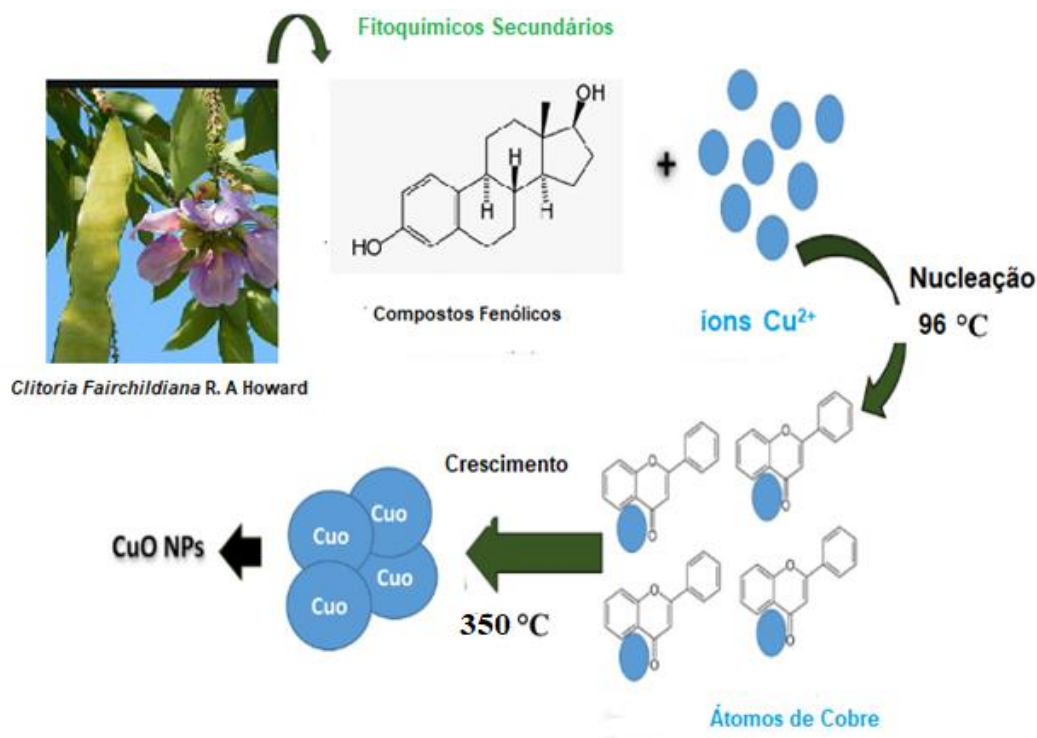 Fitoquímicos Secundários
OH
H
H
H
HO
+
Compostos Fenólicos
íons Cu²⁺
Nucleação
96 °C
Clitoria Fairchildiana R. A Howard
O
O
O
O
O
O
O
O
Crescimento
350 °C
Cuo
Cuo
Cuo
Cuo
CuO NPs
Átomos de Cobre